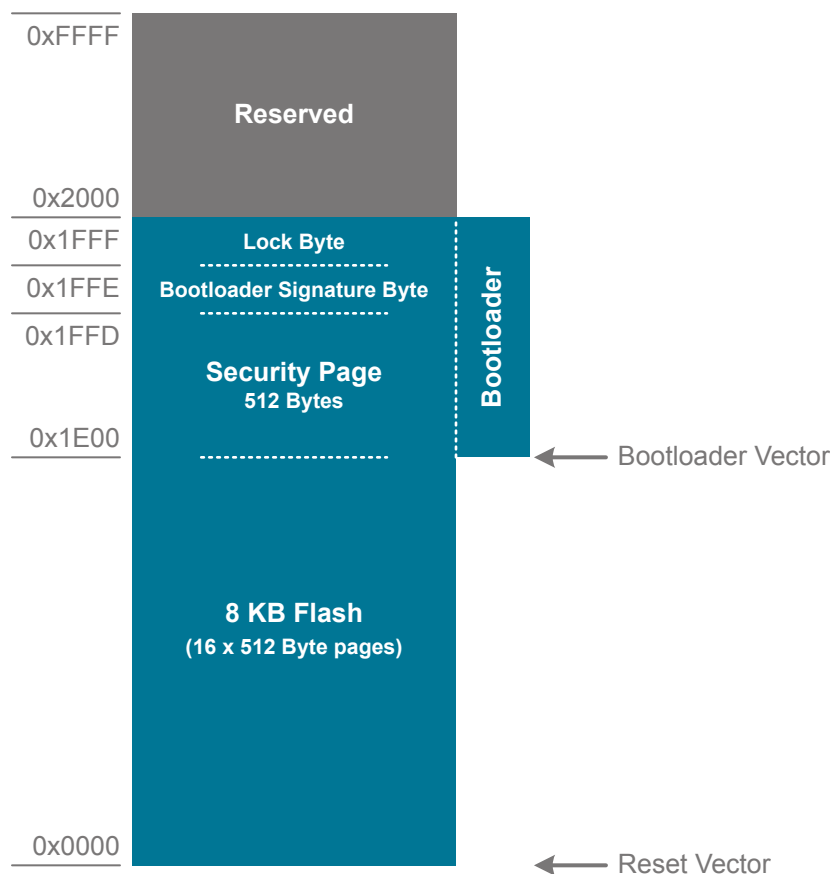 0xFFFF
Reserved
0x2000
0x1FFF
Lock Byte
0x1FFE
Bootloader Signature Byte
0x1FFD
Security Page
512 Bytes
Bootloader
0x1E00
Bootloader Vector
8 KB Flash
(16 x 512 Byte pages)
0x0000
Reset Vector